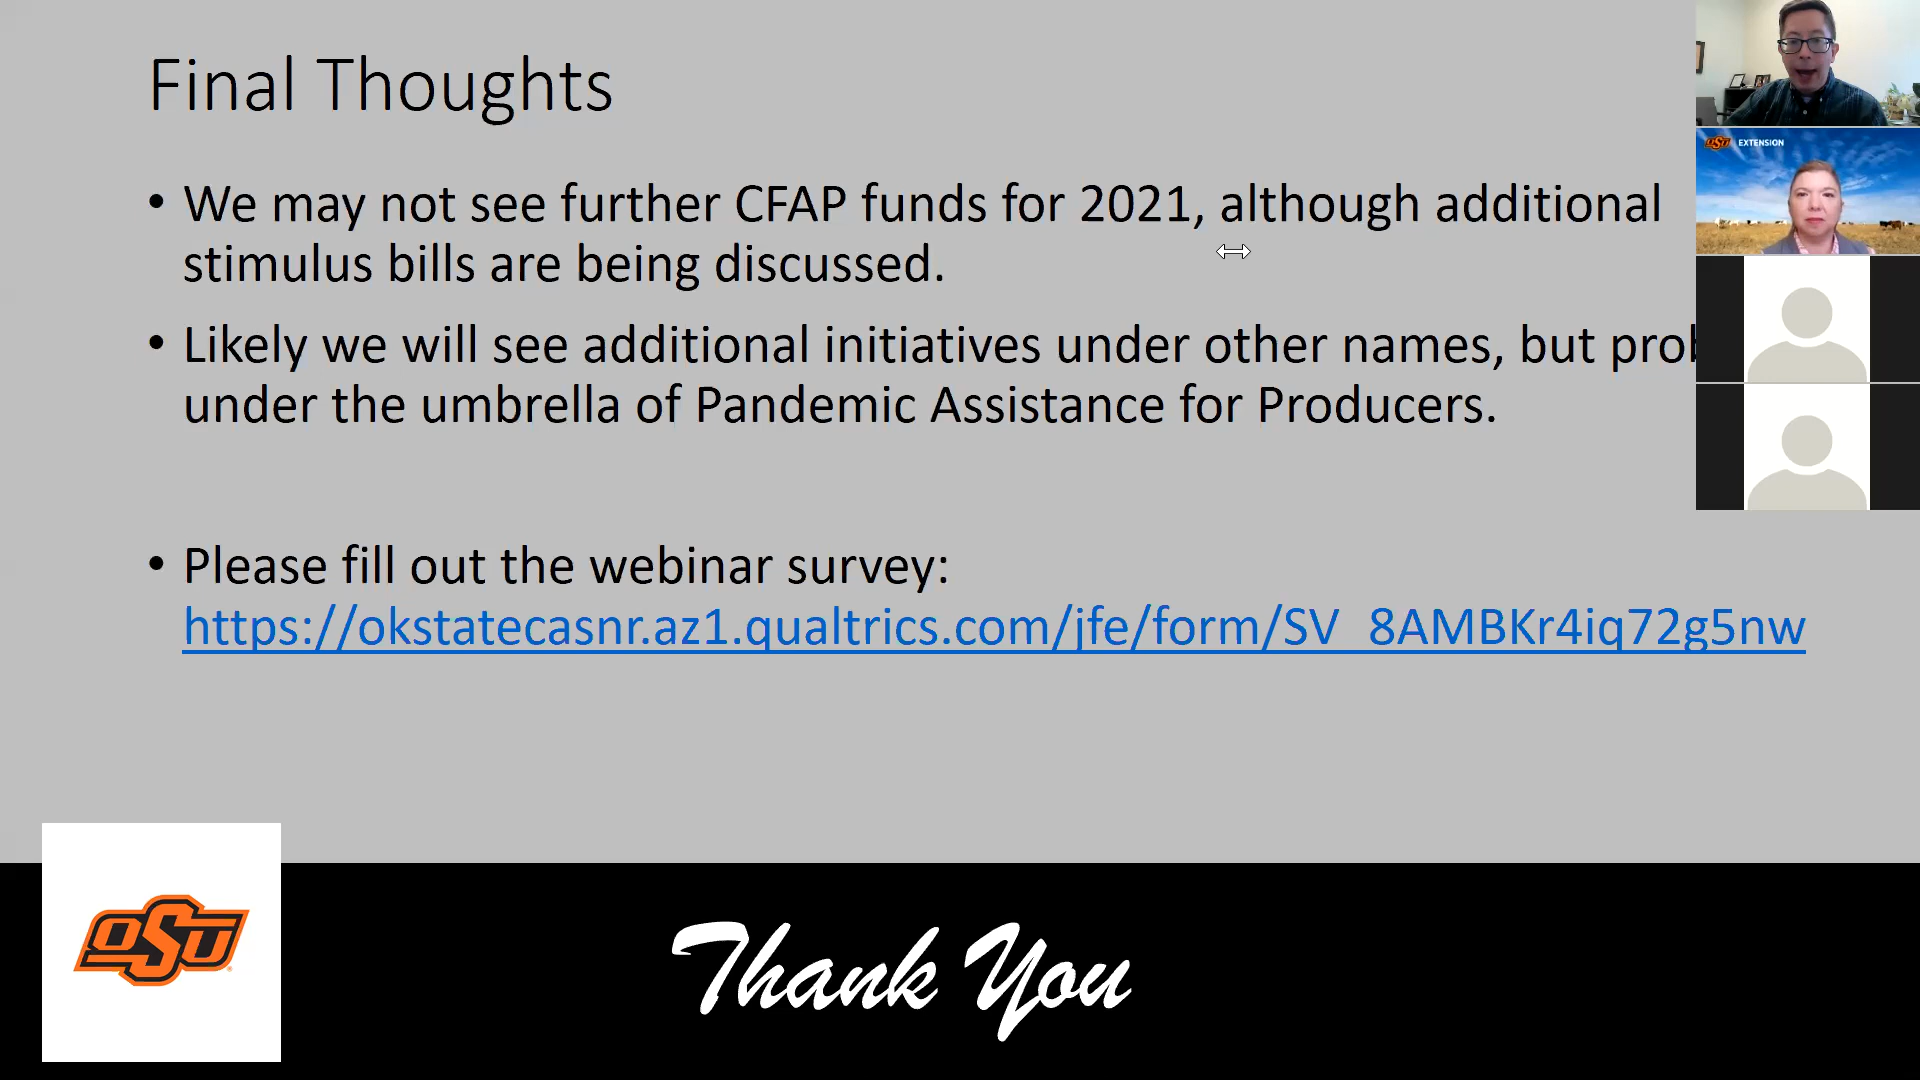 Final Thoughts
• We may not see further CFAP funds for 2021, although additional
stimulus bills are being discussed.
• Likely we will see additional initiatives under other names, but
under the umbrella of Pandemic Assistance for Producers.
• Please fill out the webinar survey:
https://okstatecasnr.az1.qualtrics.com/jfe/form/SV_8AMBKr4iq72g5nw
OSU EXTENSION
OSU
Thank You